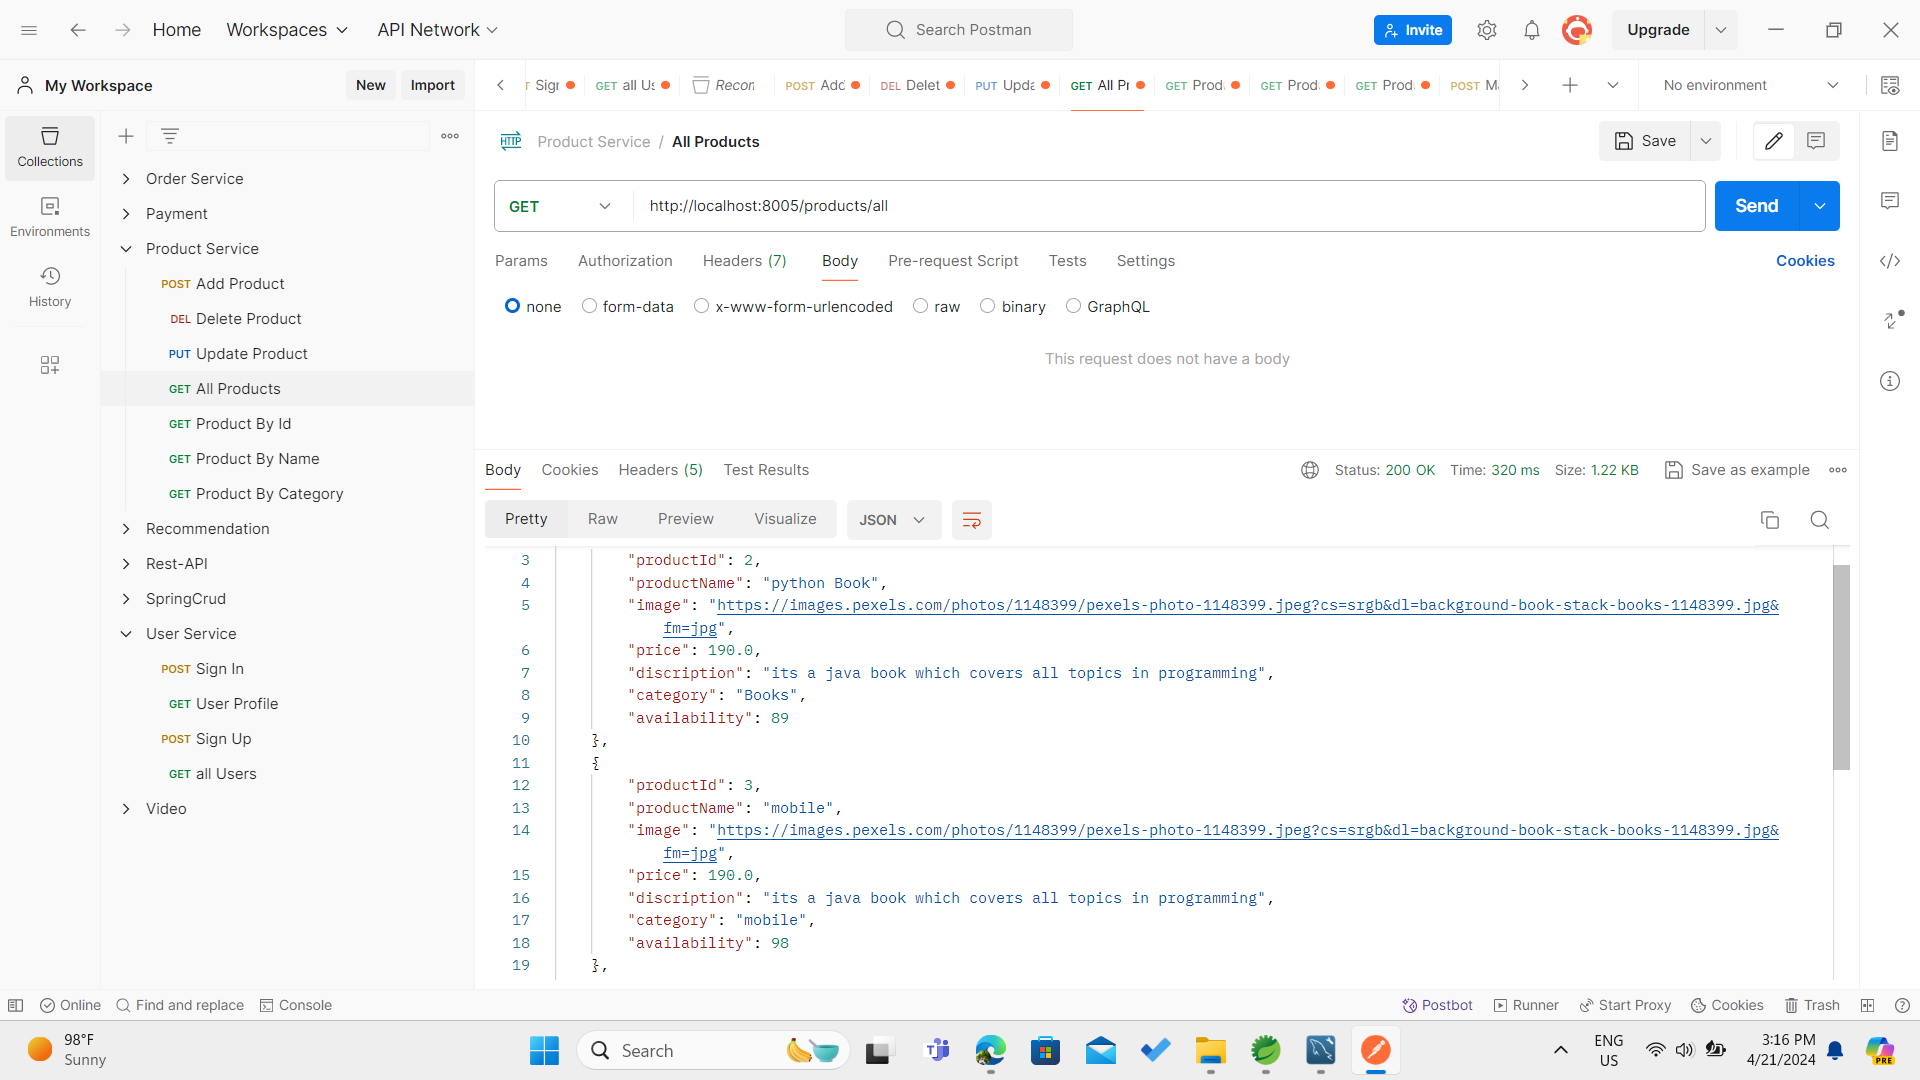 Home
Workspaces
API Network
Search Postman
Invite
Upgrade
My Workspace
New
Import
Sign
GET all Us
Recon
POST Add
DEL Delet
PUT Upda
GET All Pr
GET Prod
GET Prod
GET Prod
POST Ma
No environment
Collections
Environments
History
Order Service
Payment
Product Service
POST Add Product
DEL Delete Product
PUT Update Product
GET All Products
GET Product By Id
GET Product By Name
GET Product By Category
Recommendation
Rest-API
SpringCrud
User Service
POST Sign In
GET User Profile
POST Sign Up
GET all Users
Video
HTTP Product Service / All Products
Save
GET
http://localhost:8005/products/all
Send
Params
Authorization
Headers (7)
Body
Pre-request Script
Tests
Settings
Cookies
none
form-data
x-www-form-urlencoded
raw
binary
GraphQL
This request does not have a body
Body
Cookies
Headers (5)
Test Results
Status: 200 OK
Time: 320 ms
Size: 1.22 KB
Save as example
Pretty
Raw
Preview
Visualize
JSON
3 "productId": 2,
4 "productName": "python Book",
5 "image": "https://images.pexels.com/photos/1148399/pexels-photo-1148399.jpeg?cs=srgb&dl=background-book-stack-books-1148399.jpg&
fm=jpg",
6 "price": 190.0,
7 "discription": "its a java book which covers all topics in programming",
8 "category": "Books",
9 "availability": 89
10 },
11 {
12 "productId": 3,
13 "productName": "mobile",
14 "image": "https://images.pexels.com/photos/1148399/pexels-photo-1148399.jpeg?cs=srgb&dl=background-book-stack-books-1148399.jpg&
fm=jpg",
15 "price": 190.0,
16 "discription": "its a java book which covers all topics in programming",
17 "category": "mobile",
18 "availability": 98
19 },
Online
Find and replace
Console
Postbot
Runner
Start Proxy
Cookies
Trash
98°F
Sunny
Search
ENG
US
3:16 PM
4/21/2024
PRE